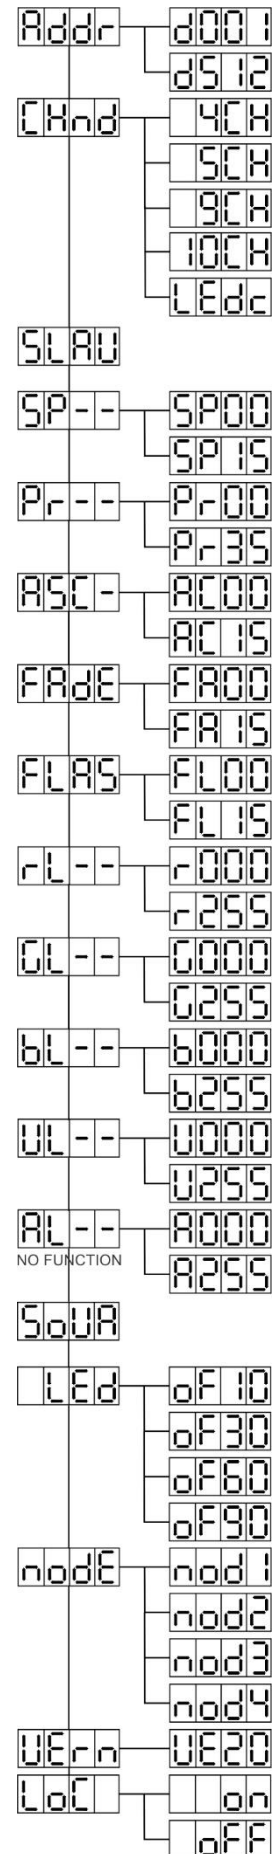 Addr d001
d512
CHnd 4CH
5CH
9CH
10CH
LEdc
SLAU
SP-- SP00
SP15
Pr-- Pr00
Pr35
ASC- AC00
AC15
FAdE FA00
FA15
FLAS FL00
FL15
rL-- r000
r255
GL-- G000
G255
bL-- b000
b255
UL-- U000
U255
AL-- A000
NO FUNCTION
A255
SoUA
LEd oF10
oF30
oF60
oF90
nodE nod1
nod2
nod3
nod4
UErn UE20
LoC on
oFF